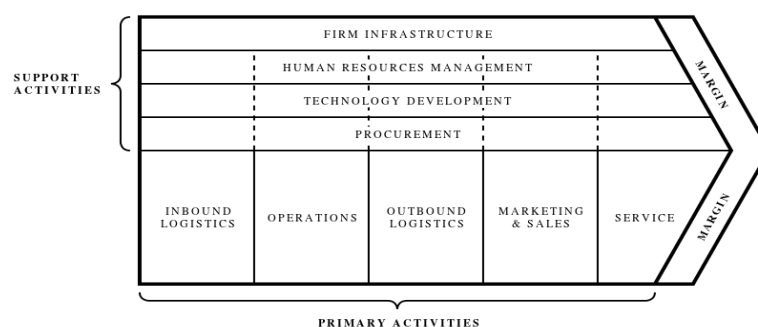 FIRM INFRASTRUCTURE
SUPPORT
ACTIVITIES
HUMAN RESOURCES MANAGEMENT
TECHNOLOGY DEVELOPMENT
PROCUREMENT
MARGIN
INBOUND
LOGISTICS
OPERATIONS
OUTBOUND
LOGISTICS
MARKETING
& SALES
SERVICE
MARGIN
PRIMARY ACTIVITIES